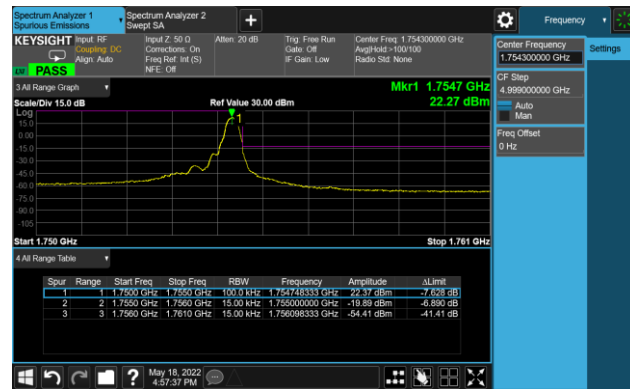 Spectrum Analyzer 1
Spurious Emissions
Spectrum Analyzer 2
Swept SA
Frequency
KEYSIGHT
Input: RF
Coupling: DC
Align: Auto
Input Z: 50 Ω
Corrections: On
Freq Ref: Int (S)
NFE: Off
Atten: 20 dB
Trig: Free Run
Gate: Off
IF Gain: Low
Center Freq: 1.754300000 GHz
Avg|Hold:>100/100
Radio Std: None
LXI PASS
Center Frequency
1.754300000 GHz
Settings
CF Step
4.999000000 GHz
Auto
Man
Freq Offset
0 Hz
3 All Range Graph
Mkr1 1.7547 GHz
22.27 dBm
Scale/Div 15.0 dB
Ref Value 30.00 dBm
Log
1
15.0
0.00
-15.0
-30.0
-45.0
-60.0
-75.0
-90.0
-105
Start 1.750 GHz
Stop 1.761 GHz
4 All Range Table
Spur Range Start Freq Stop Freq RBW Frequency Amplitude ΔLimit
1 1 1.7500 GHz 1.7550 GHz 100.0 kHz 1.754748333 GHz 22.37 dBm -7.628 dB
2 2 1.7550 GHz 1.7560 GHz 15.00 kHz 1.755000000 GHz -19.89 dBm -6.890 dB
3 3 1.7560 GHz 1.7610 GHz 15.00 kHz 1.756098333 GHz -54.41 dBm -41.41 dB
?
May 18, 2022
4:57:37 PM